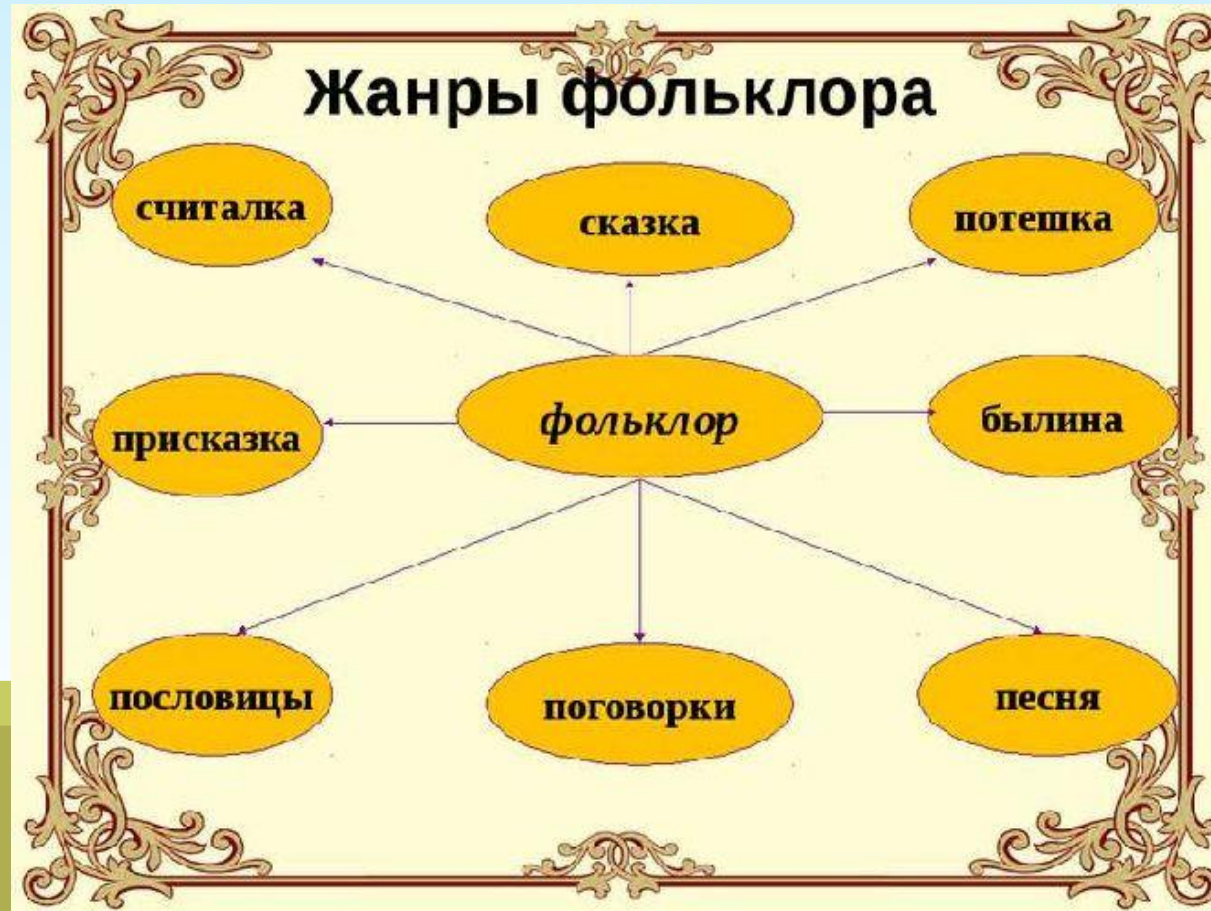 Жанры фольклора
считалка
сказка
потешка
присказка
фольклор
былина
пословицы
поговорки
песня